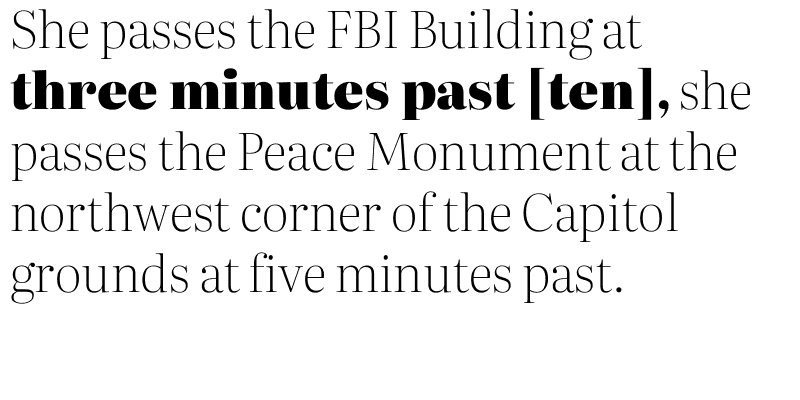 She passes the FBI Building at
three minutes past [ten], she
passes the Peace Monument at the
northwest corner of the Capitol
grounds at five minutes past.